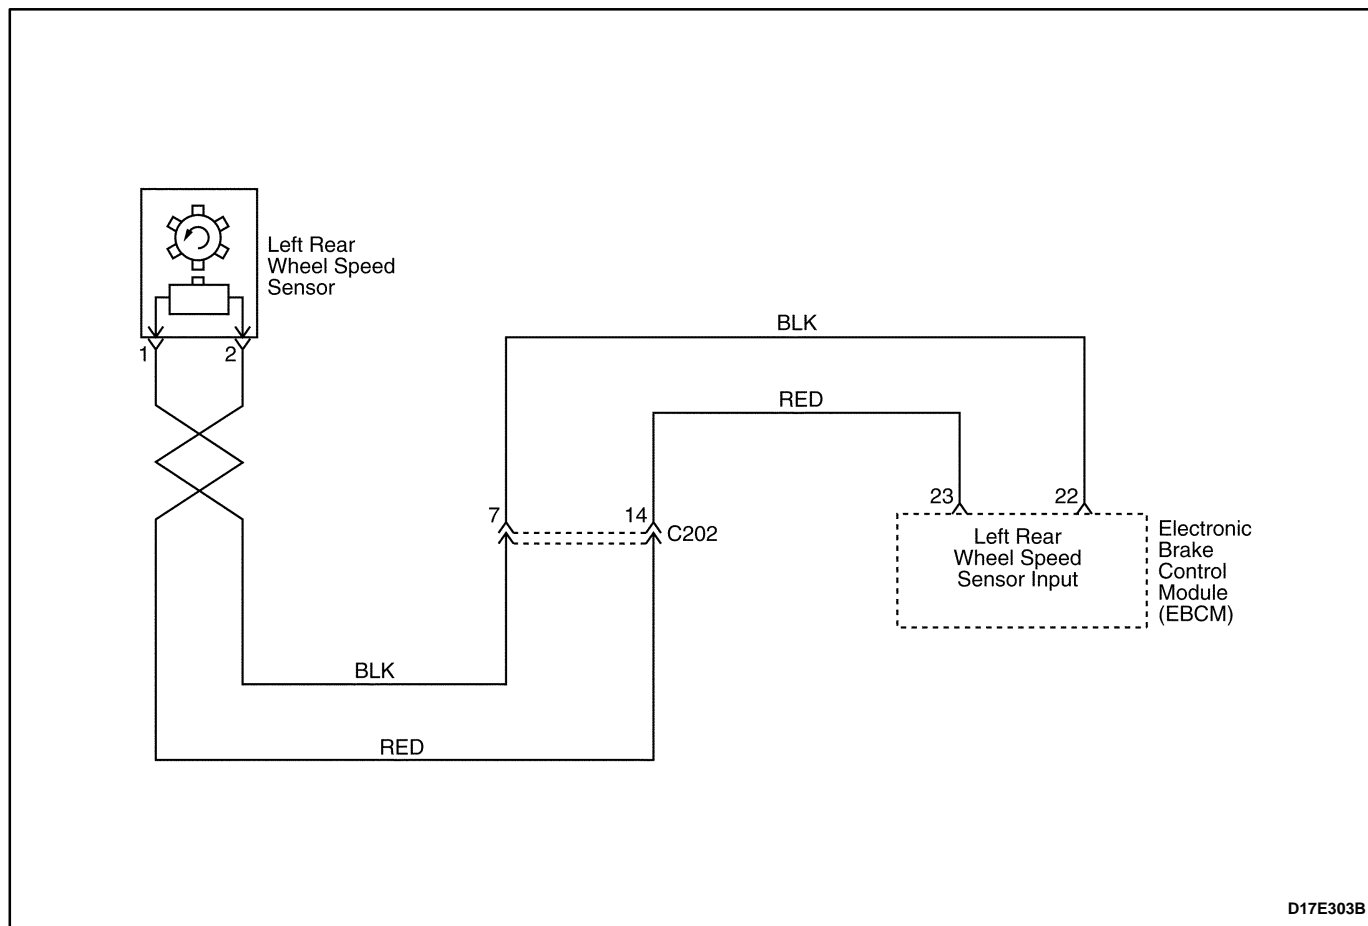 Left Rear
Wheel Speed
Sensor
1
2
BLK
RED
7
14
C202
23
22
Left Rear
Wheel Speed
Sensor Input
Electronic
Brake
Control
Module
(EBCM)
BLK
RED
D17E303B